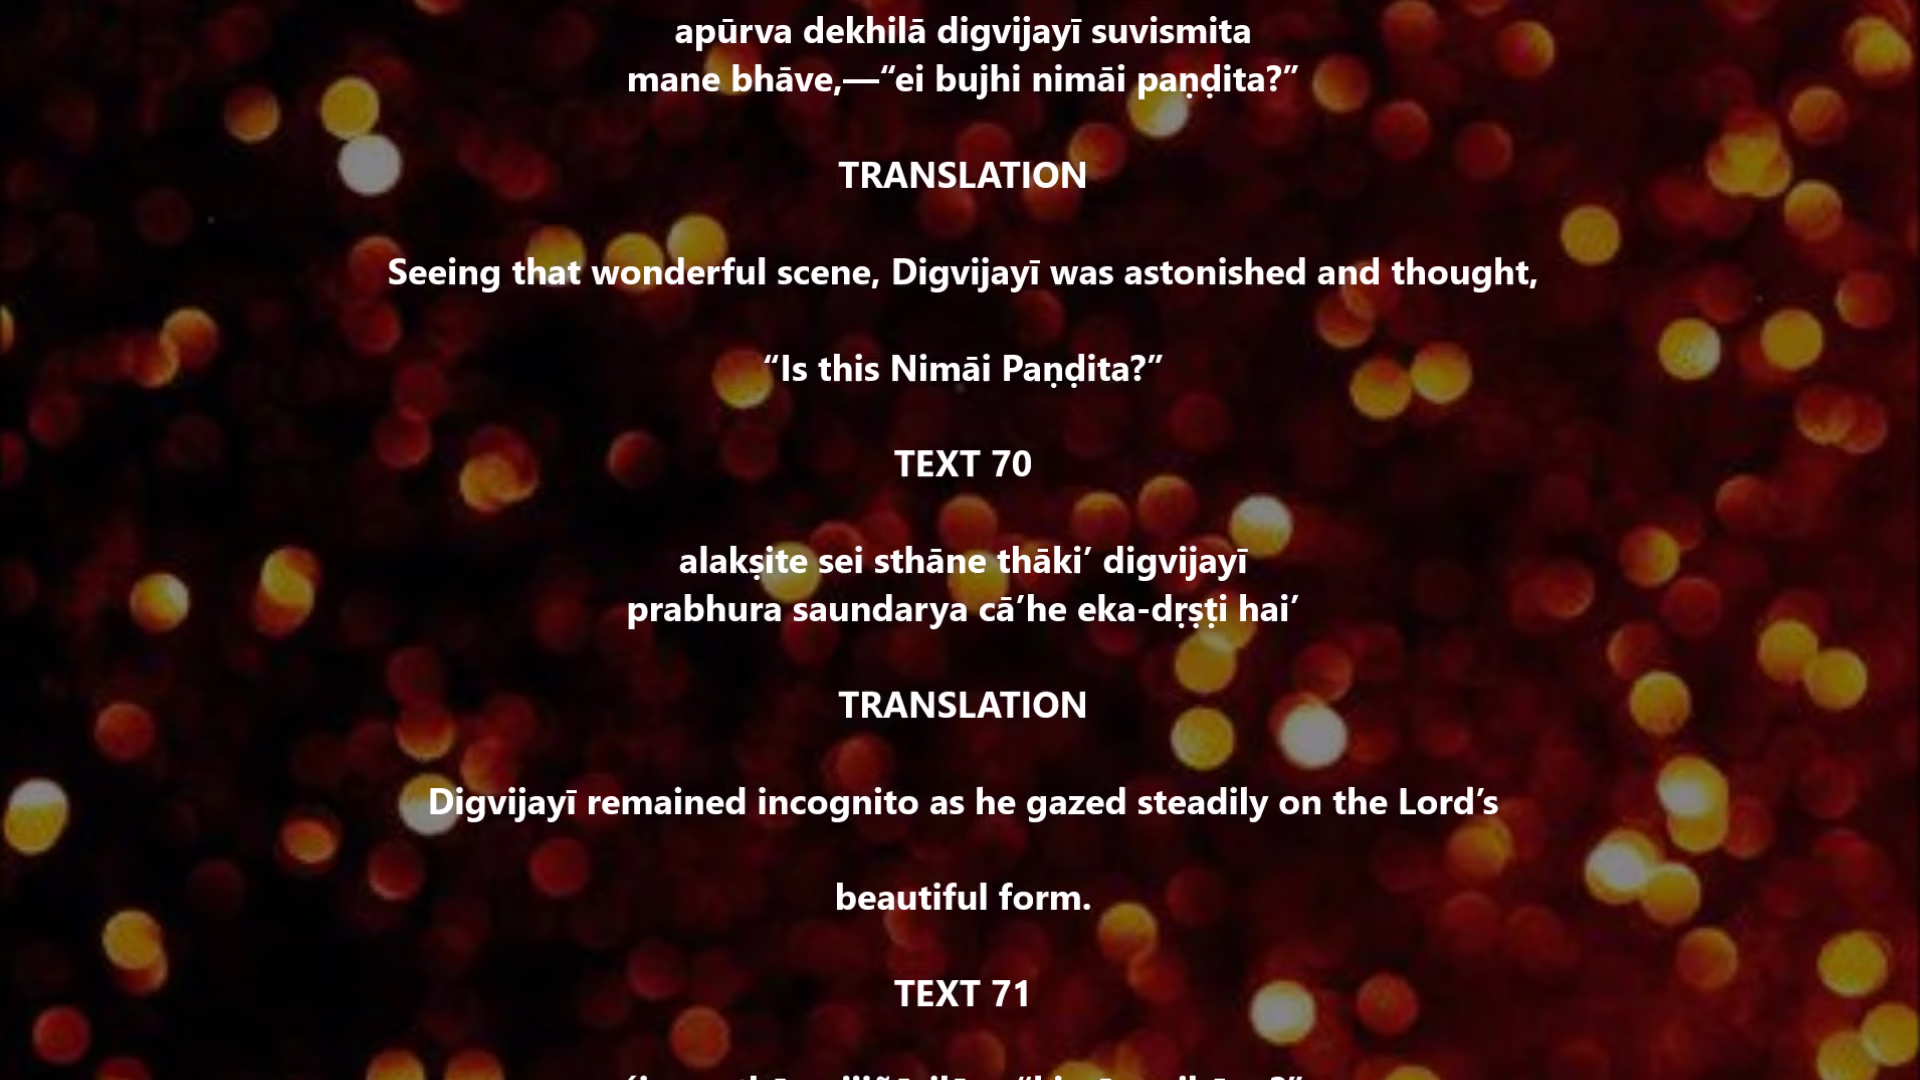 apūrva dekhilā digvijayī suvismita
mane bhāve,—“ei bujhi nimāi paṇḍita?”
TRANSLATION
Seeing that wonderful scene, Digvijayī was astonished and thought,
“Is this Nimāi Paṇḍita?”
TEXT 70
alakṣite sei sthāne thāki’ digvijayī
prabhura saundarya cā’he eka-dṛṣṭi hai’
TRANSLATION
Digvijayī remained incognito as he gazed steadily on the Lord’s
beautiful form.
TEXT 71